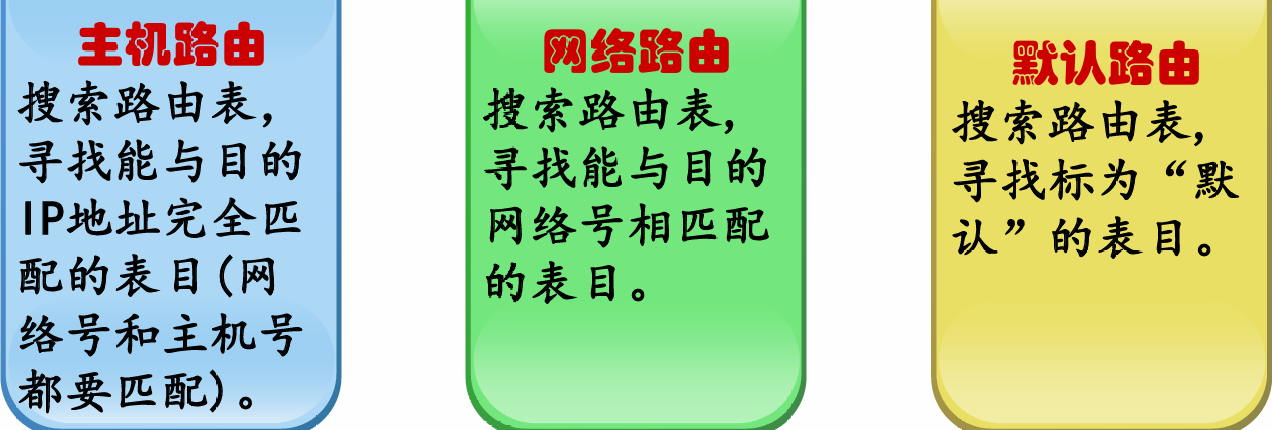 主机路由
搜索路由表，
寻找能与目的
IP地址完全匹
配的表目(网
络号和主机号
都要匹配)。
网络路由
搜索路由表,
寻找能与目的
网络号相匹配
的表目。
默认路由
搜索路由表,
寻找标为“默
认”的表目。